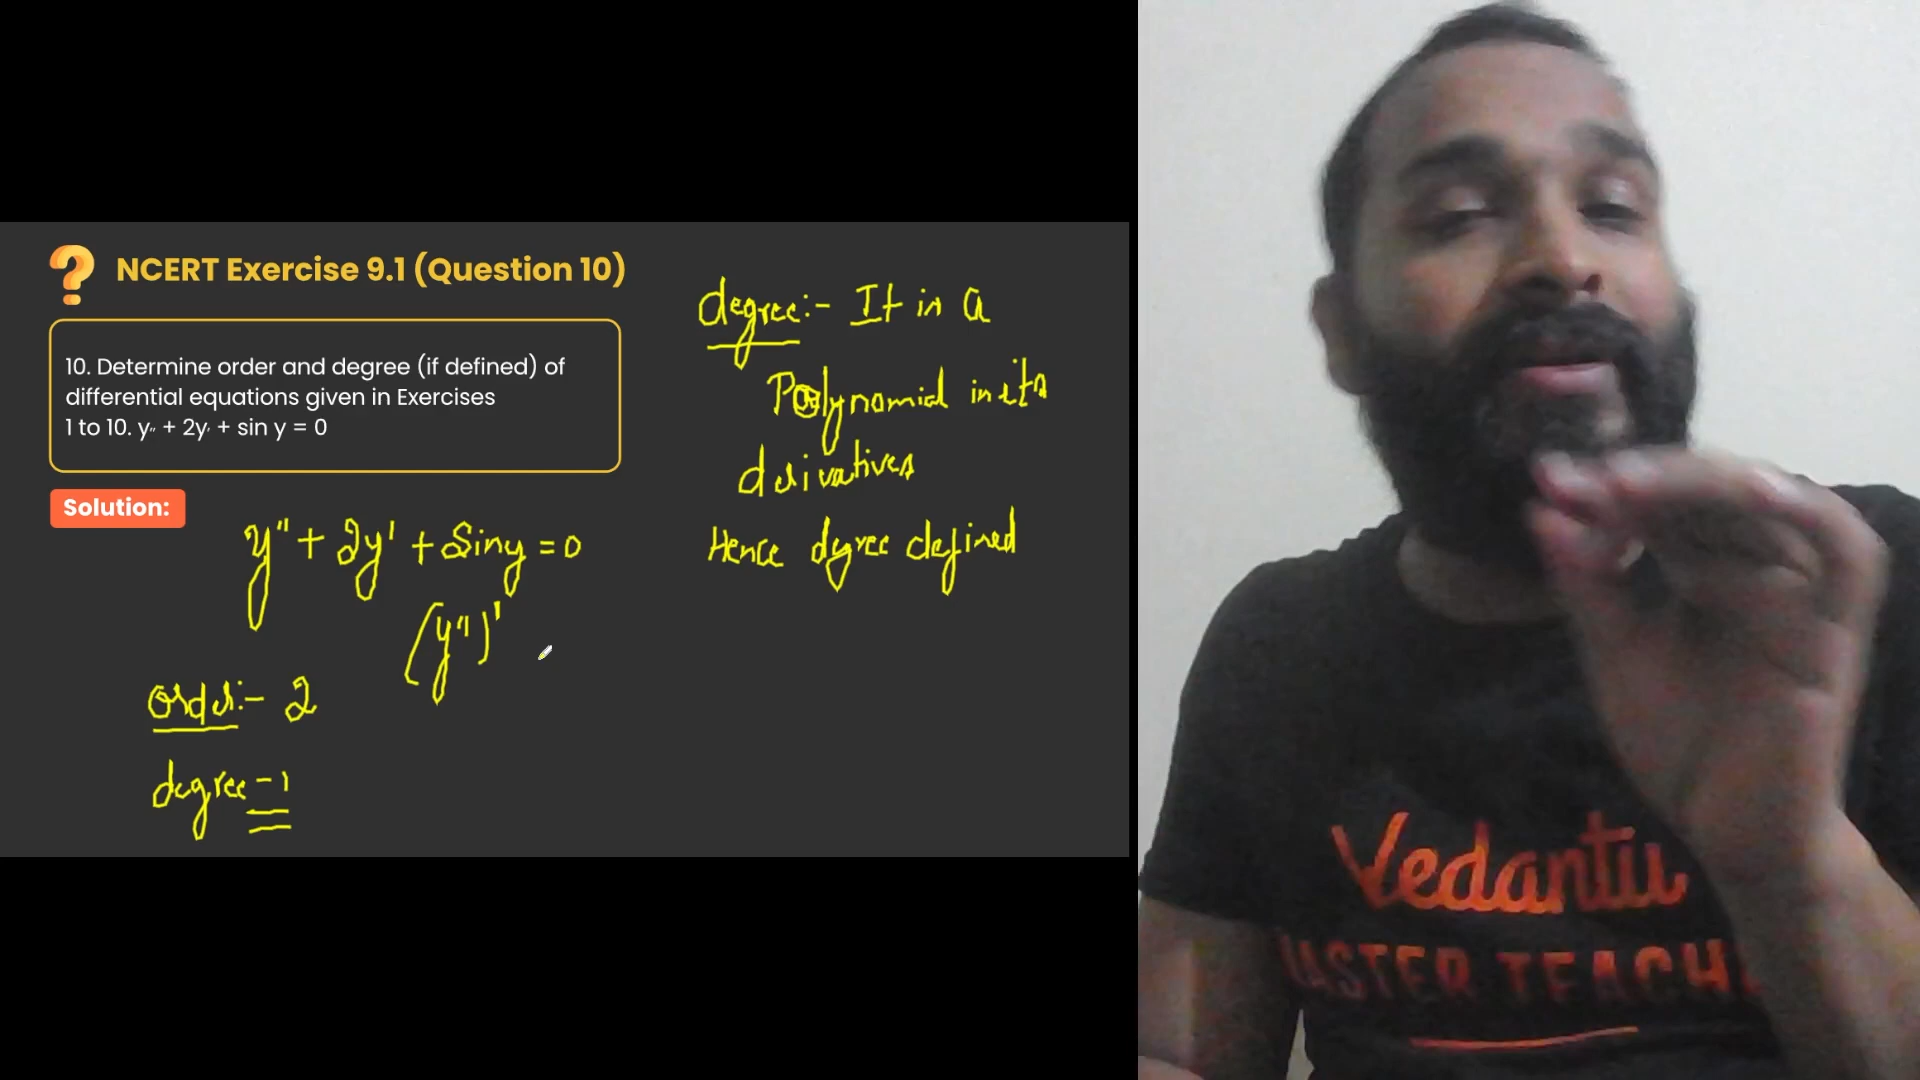 NCERT Exercise 9.1 (Question 10)
10. Determine order and degree (if defined) of
differential equations given in Exercises
1 to 10. y″ + 2y′ + sin y = 0
Solution:
y" + 2y' + Siny = 0
(y")'
order:- 2
degree - 1
degree:- It is a
Polynomial in its
derivatives
Hence degree defined
Vedantu
MASTER TEACH